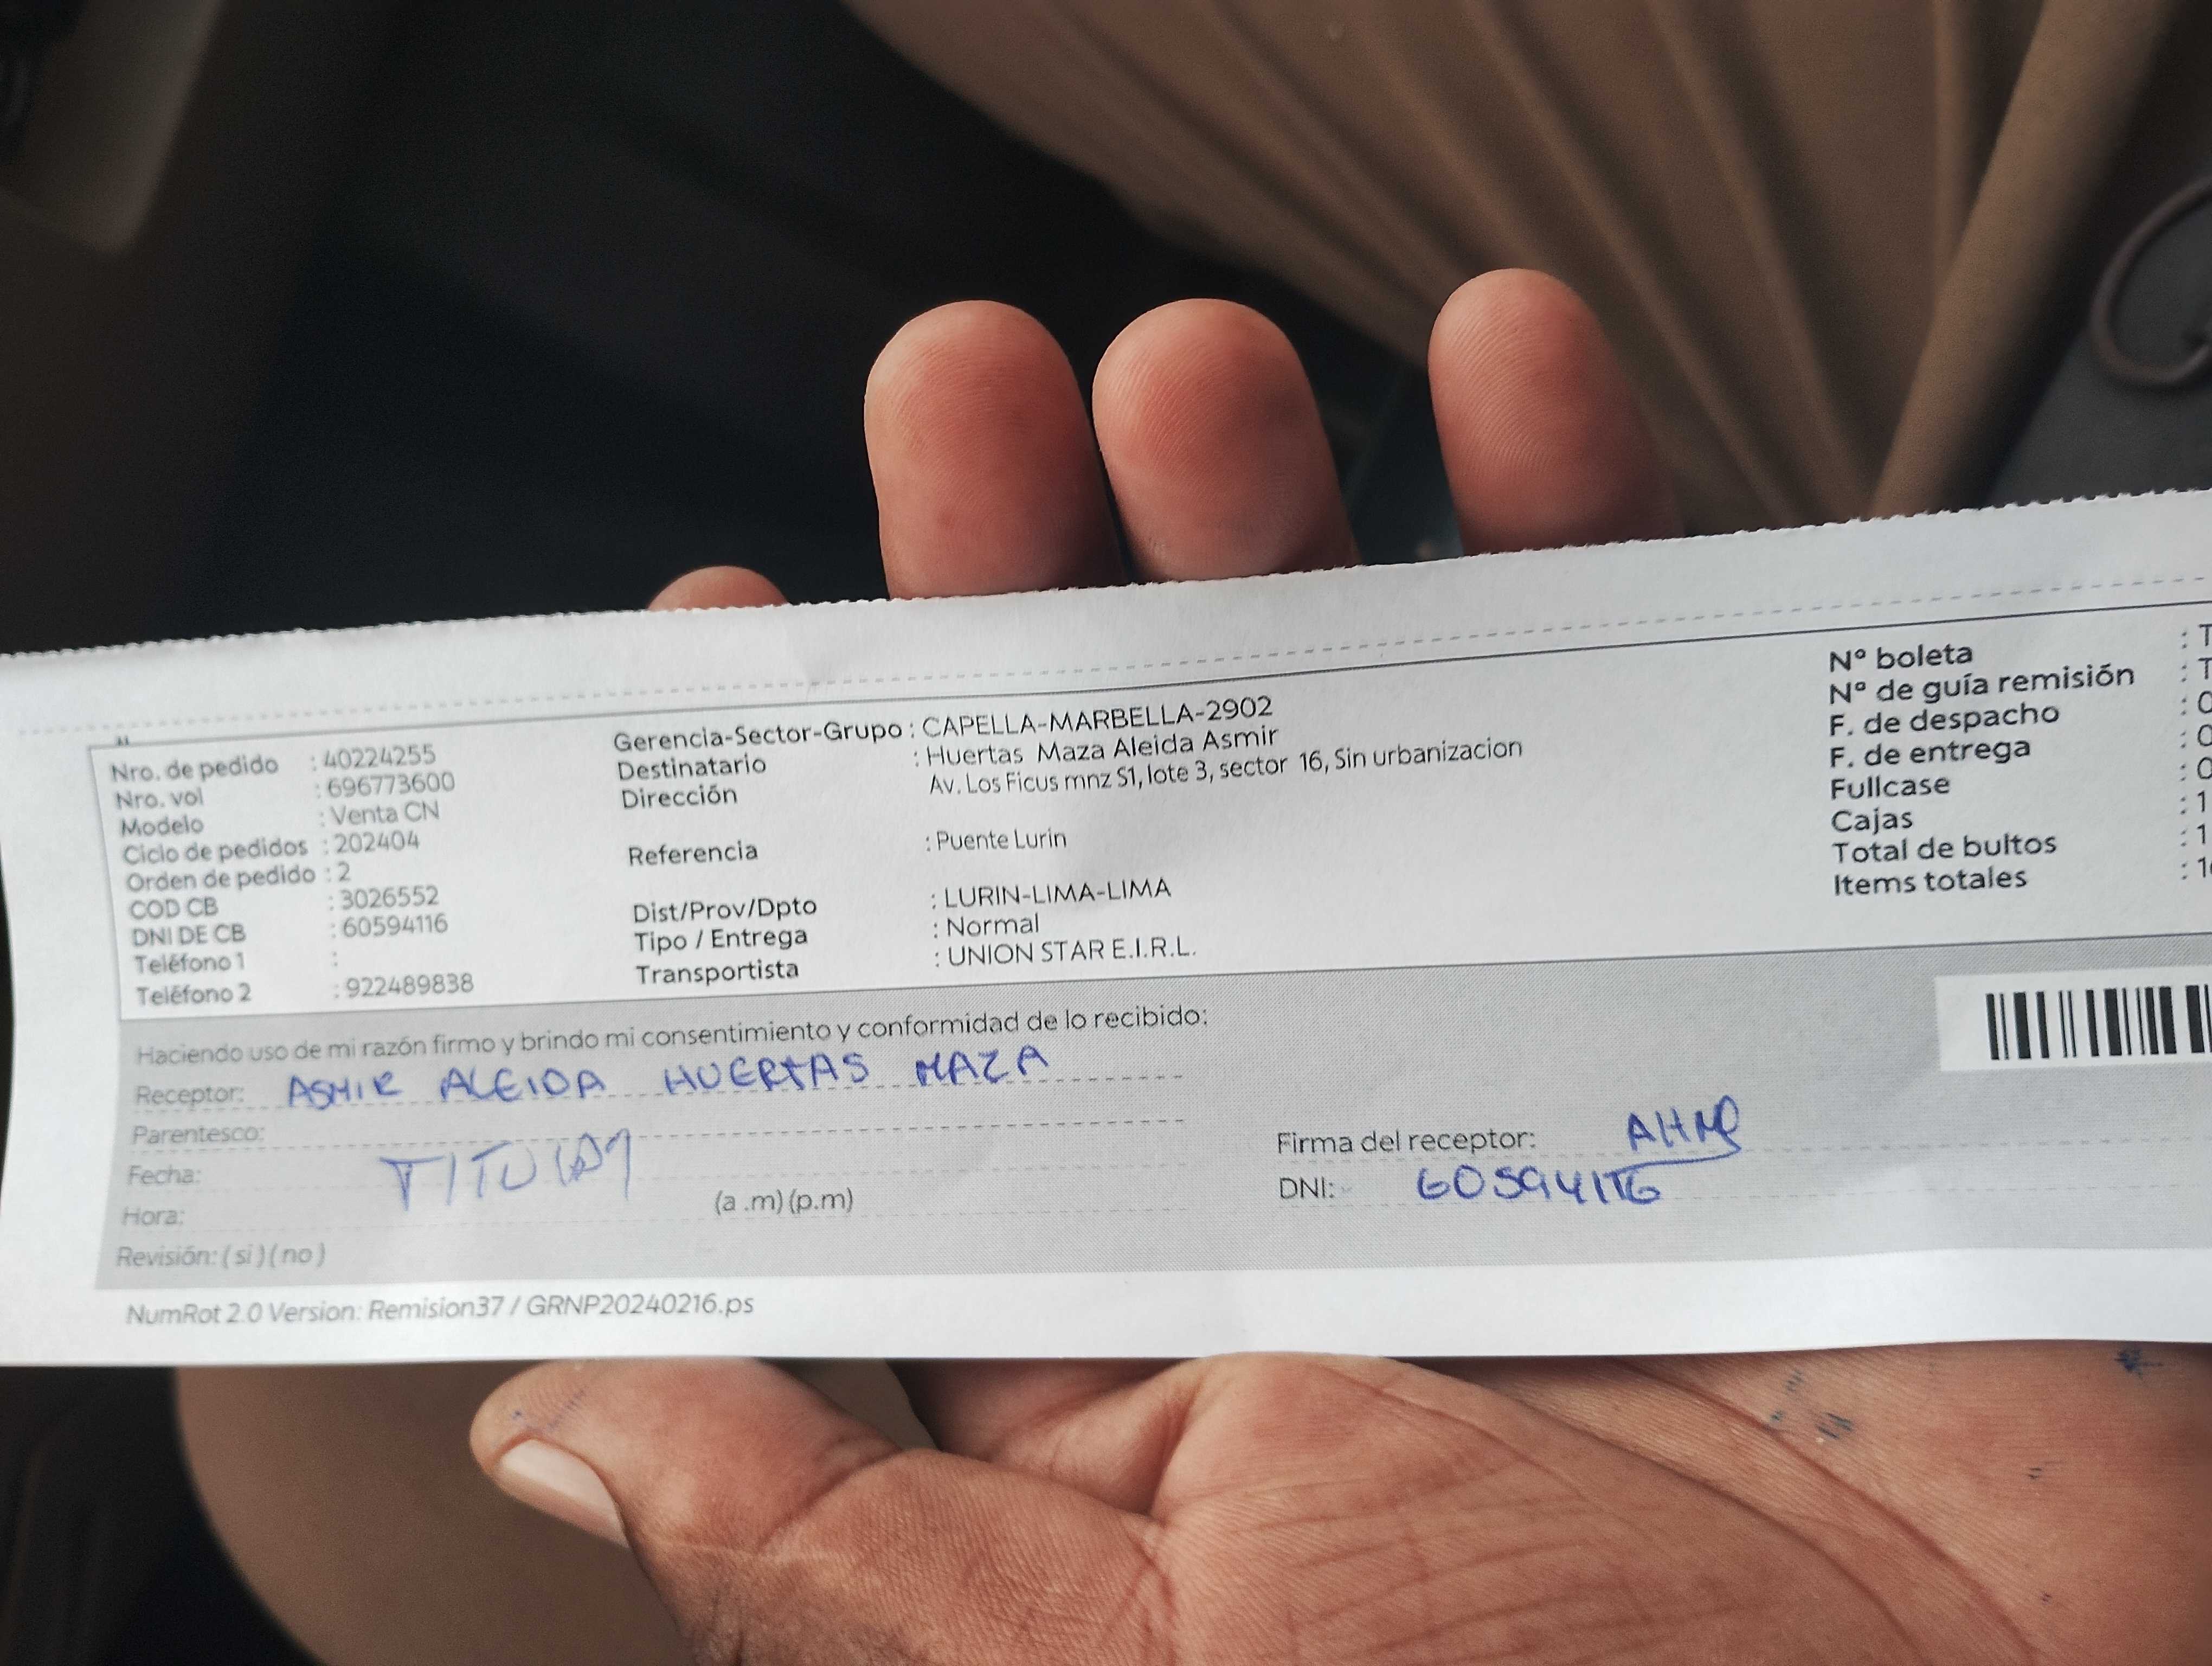 Nro. de pedido : 40224255
Nro. vol : 696773600
Modelo : Venta CN
Ciclo de pedidos : 202404
Orden de pedido : 2
COD CB : 3026552
DNI DE CB : 60594116
Teléfono 1 :
Teléfono 2 : 922489838
Gerencia-Sector-Grupo : CAPELLA-MARBELLA-2902
Destinatario : Huertas Maza Aleida Asmir
Dirección Av. Los Ficus mnz S1, lote 3, sector 16, Sin urbanizacion
Referencia : Puente Lurin
Dist/Prov/Dpto : LURIN-LIMA-LIMA
Tipo / Entrega : Normal
Transportista : UNION STAR E.I.R.L.
N° boleta : T
N° de guía remisión : T
F. de despacho : 0
F. de entrega : 0
Fullcase : 0
Cajas : 1
Total de bultos : 1
Items totales : 1
Haciendo uso de mi razón firmo y brindo mi consentimiento y conformidad de lo recibido:
Receptor: ASMIR ALEIDA HUERTAS MAZA
Parentesco:
Fecha: TITULAR
Hora: (a .m) (p.m)
Revisión: ( si ) ( no )
Firma del receptor:
DNI: 60594116
NumRot 2.0 Version: Remision37 / GRNP20240216.ps